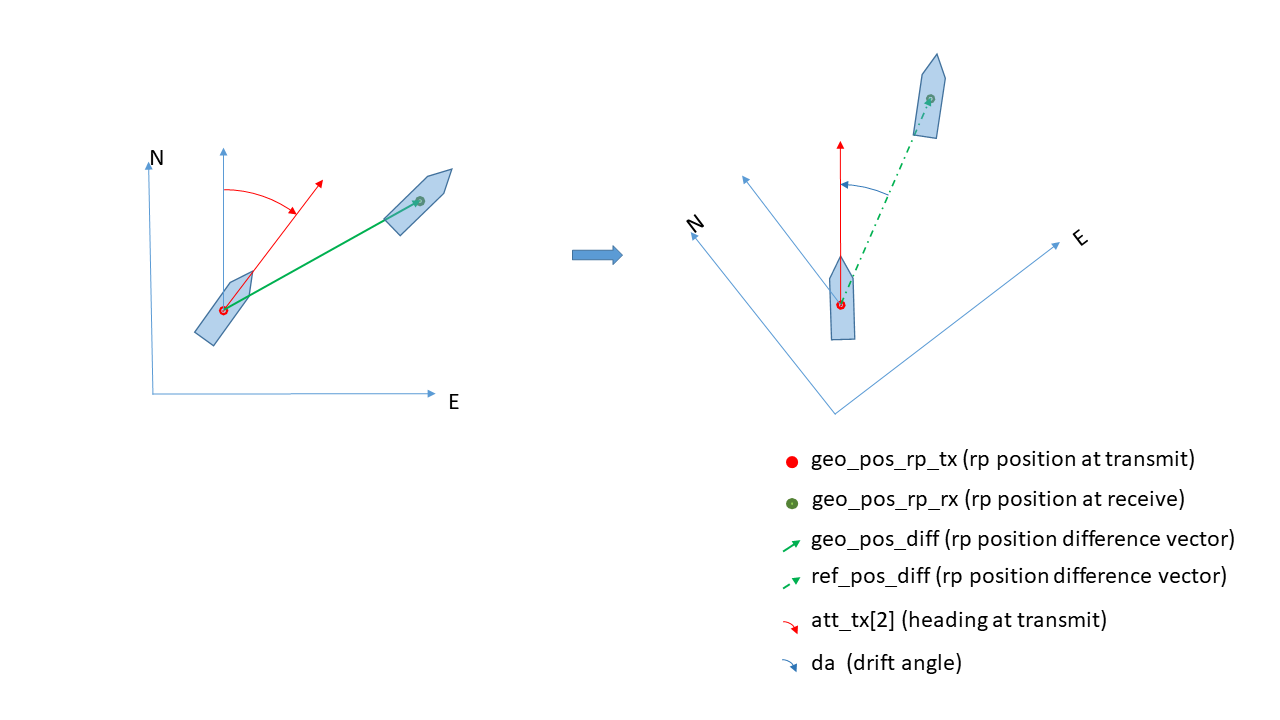 N
E
N
E
geo_pos_rp_tx (rp position at transmit)
geo_pos_rp_rx (rp position at receive)
geo_pos_diff (rp position difference vector)
ref_pos_diff (rp position difference vector)
att_tx[2] (heading at transmit)
da (drift angle)